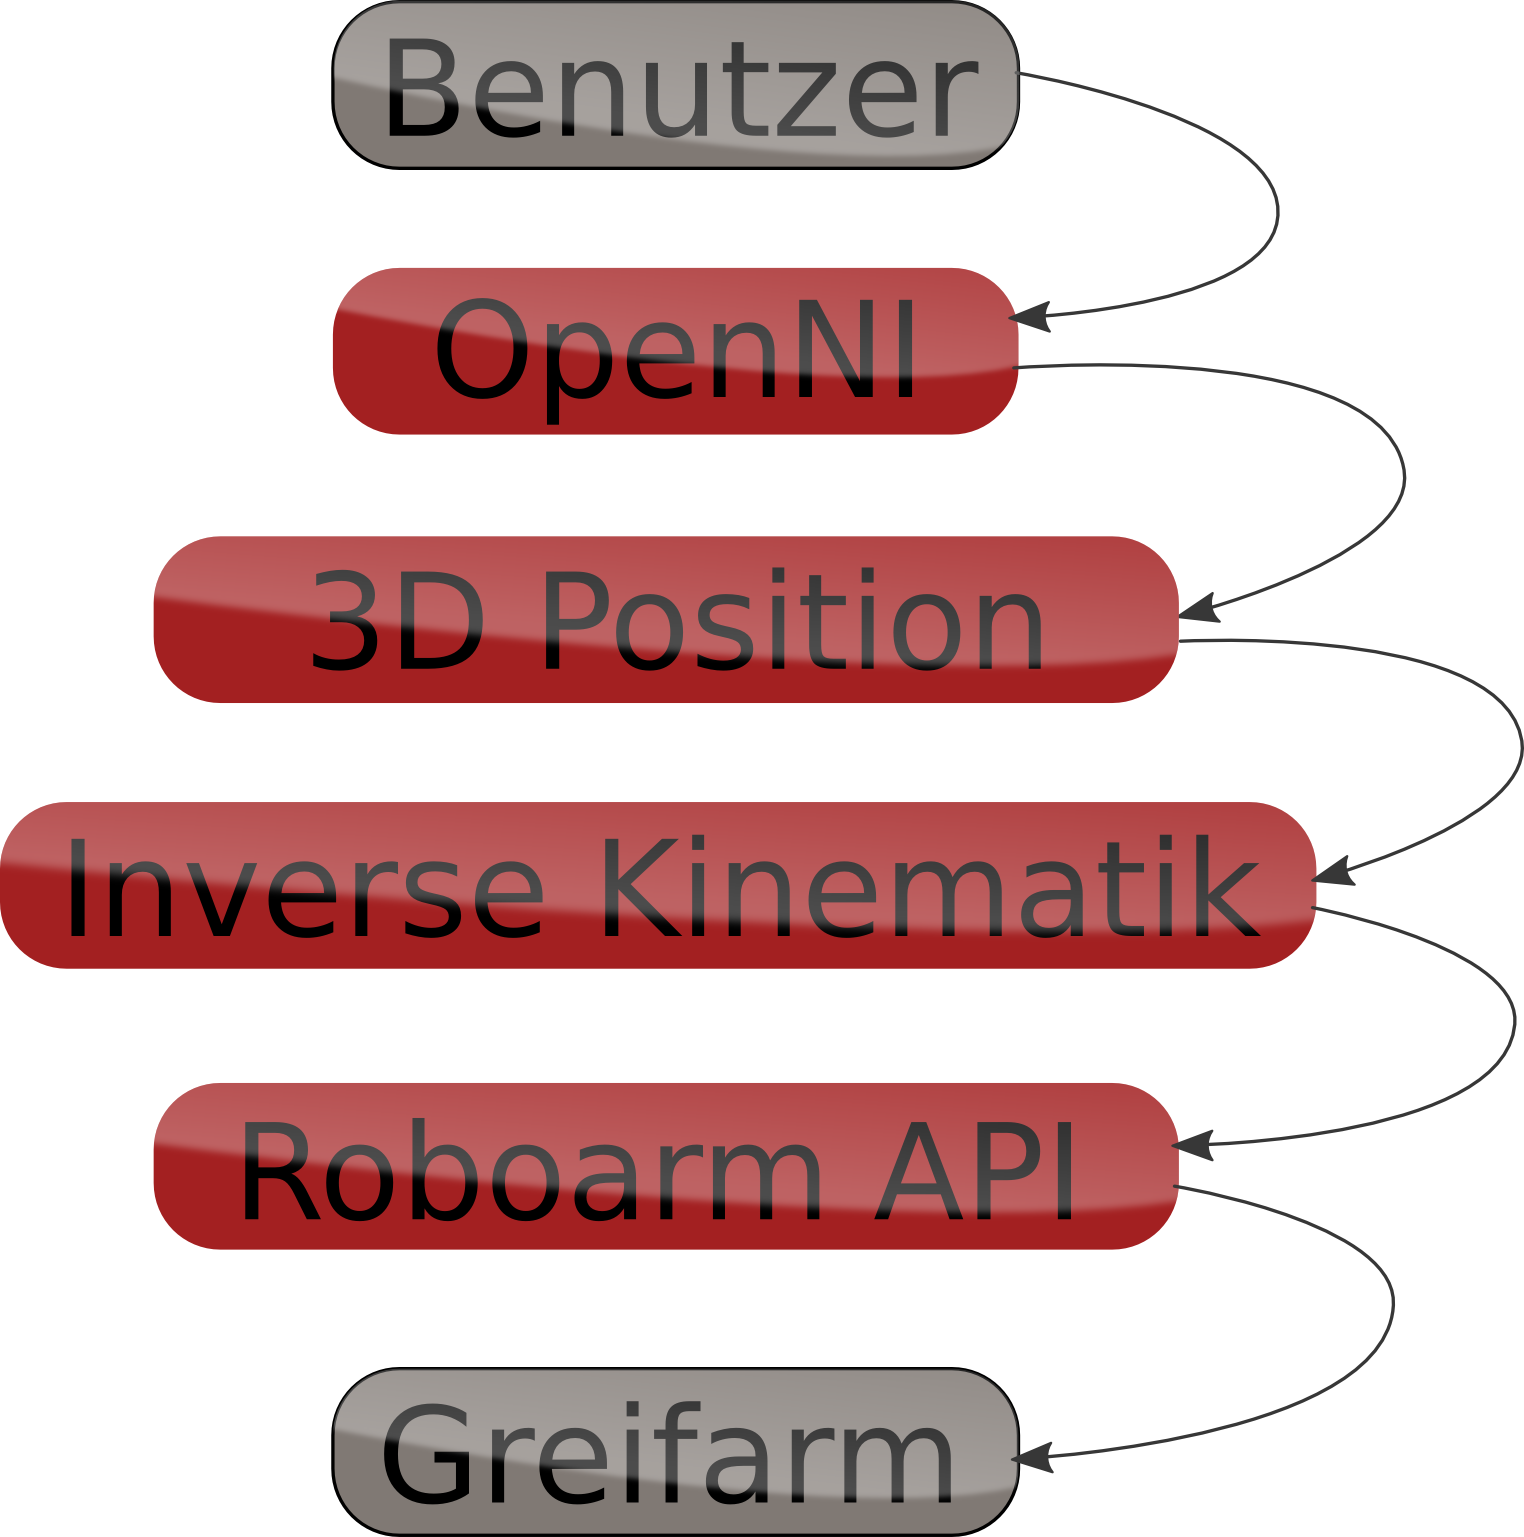 Benutzer
OpenNI
3D Position
Inverse Kinematik
Roboarm API
Greifarm